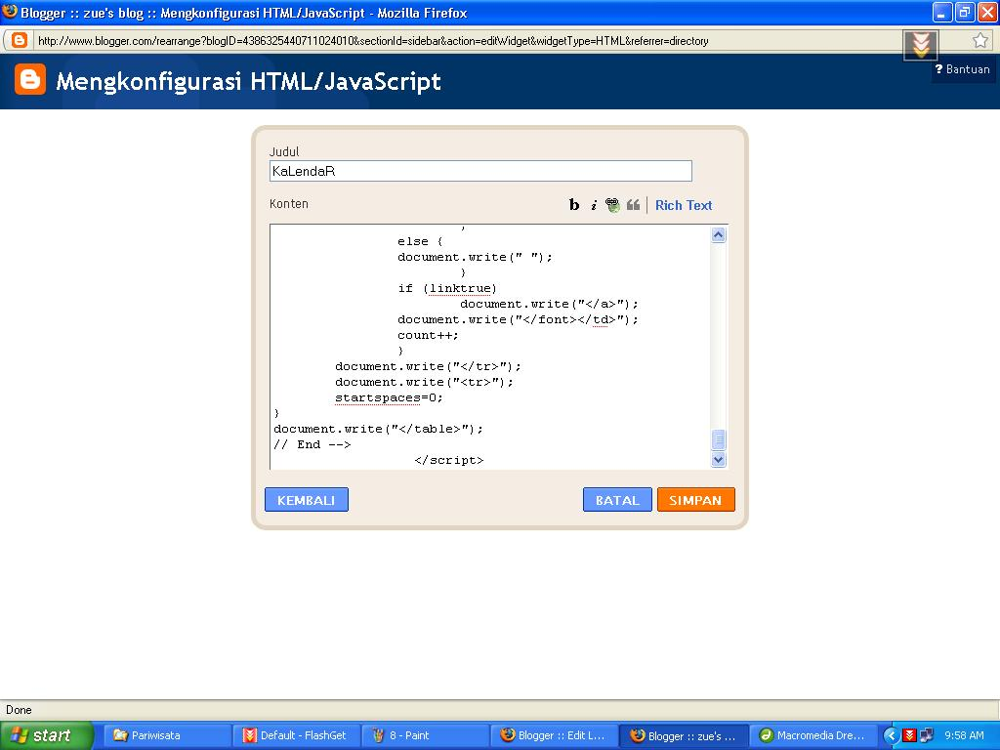 Blogger :: zue's blog :: Mengkonfigurasi HTML/JavaScript - Mozilla Firefox
http://www.blogger.com/rearrange?blogID=4386325440711024010&sectionId=sidebar&action=editWidget&widgetType=HTML&referrer=directory
Mengkonfigurasi HTML/JavaScript
? Bantuan
Judul
KaLendaR
Konten
b i Rich Text
}
else {
document.write(" ");
}
if (linktrue)
document.write("</a>");
document.write("</font></td>");
count++;
}
document.write("</tr>");
document.write("<tr>");
startspaces=0;
}
document.write("</table>");
// End -->
</script>
KEMBALI BATAL SIMPAN
Done
start Pariwisata Default - FlashGet 8 - Paint Blogger :: Edit L... Blogger :: zue's ... Macromedia Dre... 9:58 AM